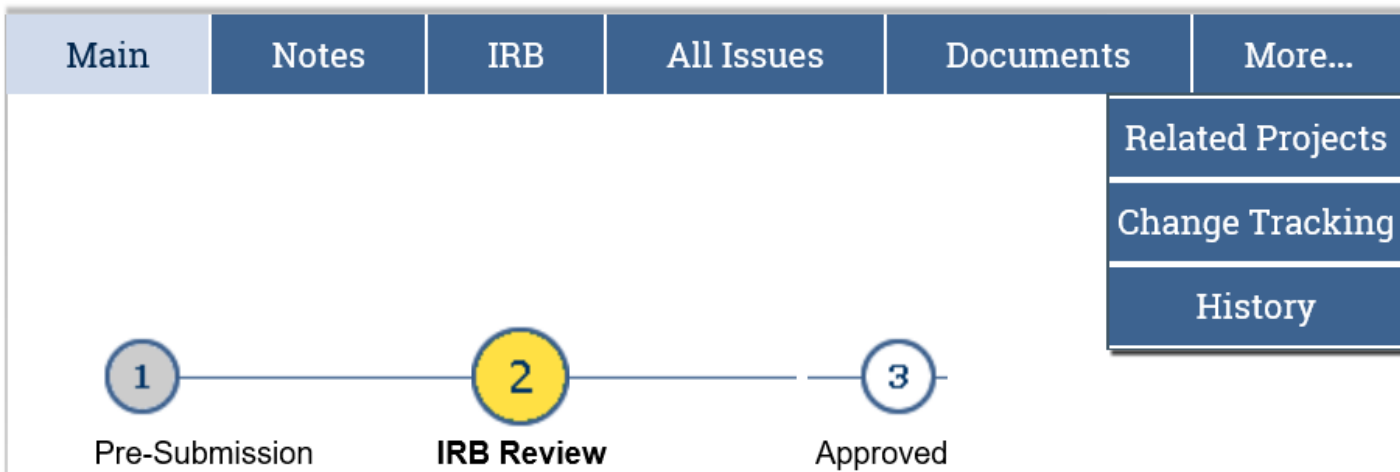 Main Notes IRB All Issues Documents More...
Related Projects
Change Tracking
History
1 2 3
Pre-Submission IRB Review Approved